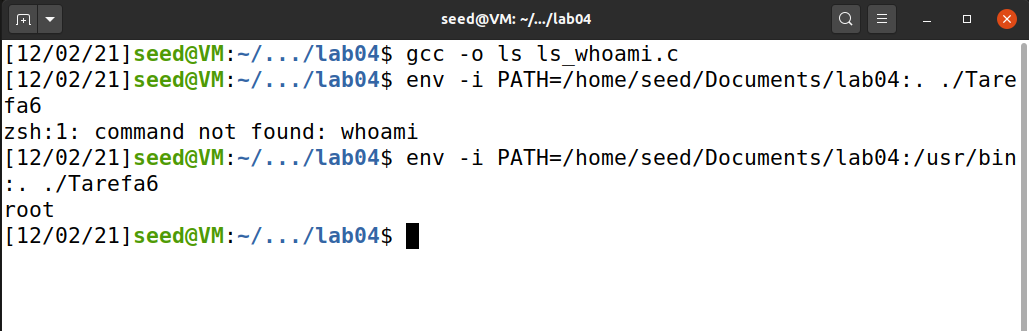 seed@VM: ~/.../lab04
[12/02/21]seed@VM:~/.../lab04$ gcc -o ls ls_whoami.c
[12/02/21]seed@VM:~/.../lab04$ env -i PATH=/home/seed/Documents/lab04:. ./Tare
fa6
zsh:1: command not found: whoami
[12/02/21]seed@VM:~/.../lab04$ env -i PATH=/home/seed/Documents/lab04:/usr/bin
:. ./Tarefa6
root
[12/02/21]seed@VM:~/.../lab04$